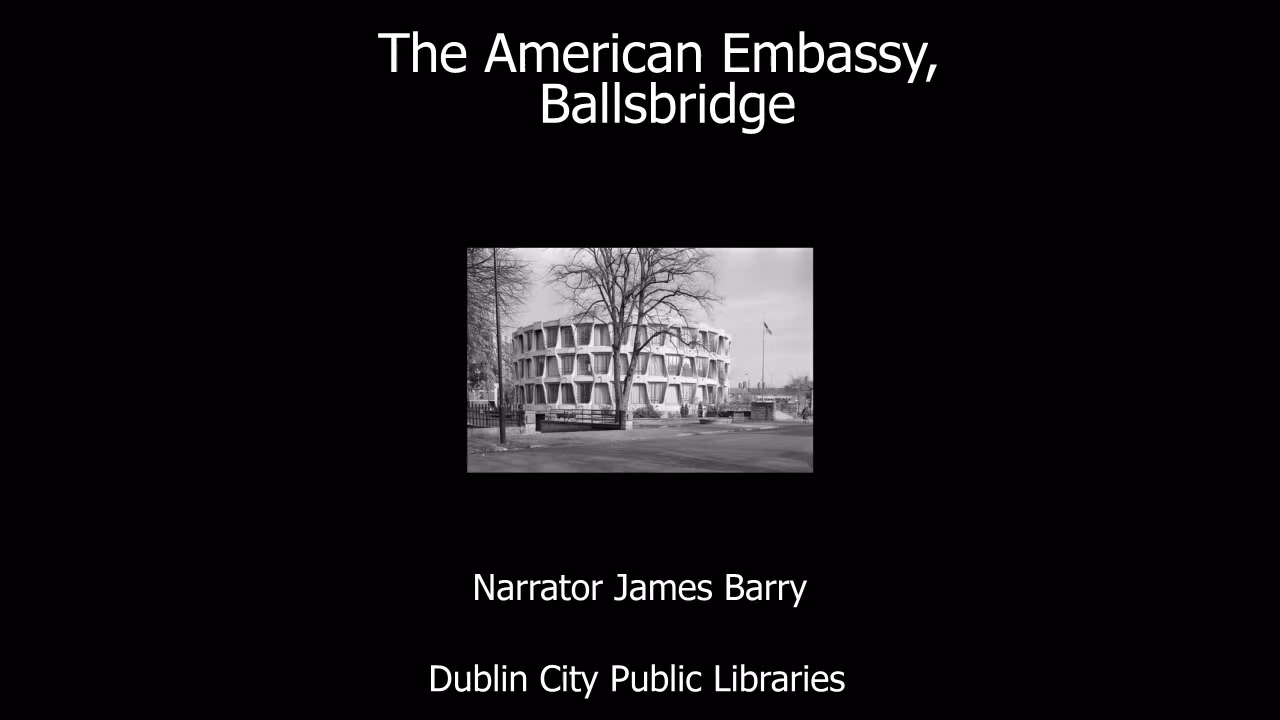 The American Embassy,
Ballsbridge
Narrator James Barry
Dublin City Public Libraries